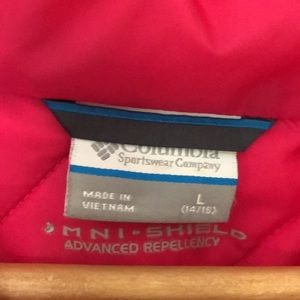 Columbia
Sportswear Company
MADE IN
VIETNAM
L
(14/16)
OMNI-SHIELD
ADVANCED REPELLENCY